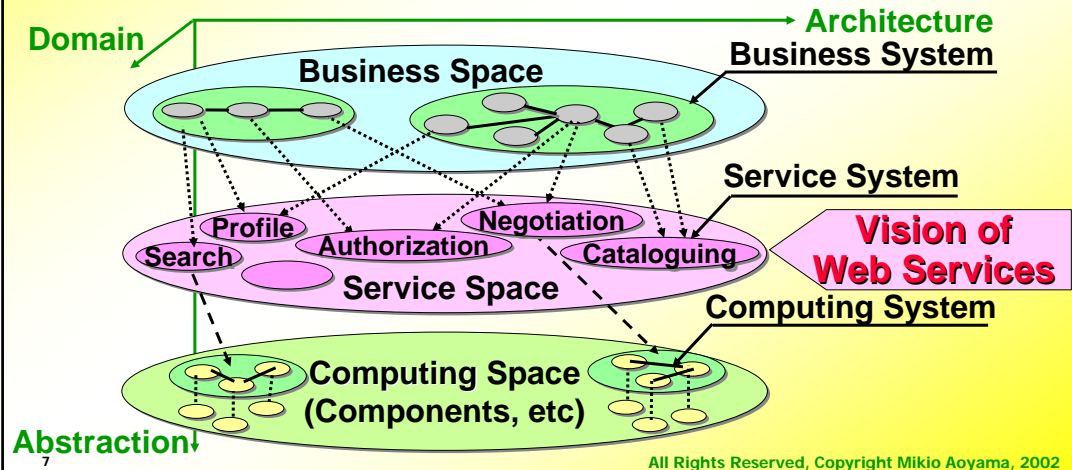 Architecture
Domain
Business System
Business Space
Service System
Profile
Negotiation
Authorization
Search
Cataloguing
Service Space
Vision of
Web Services
Computing System
Computing Space
(Components, etc)
Abstraction
7
All Rights Reserved, Copyright Mikio Aoyama, 2002